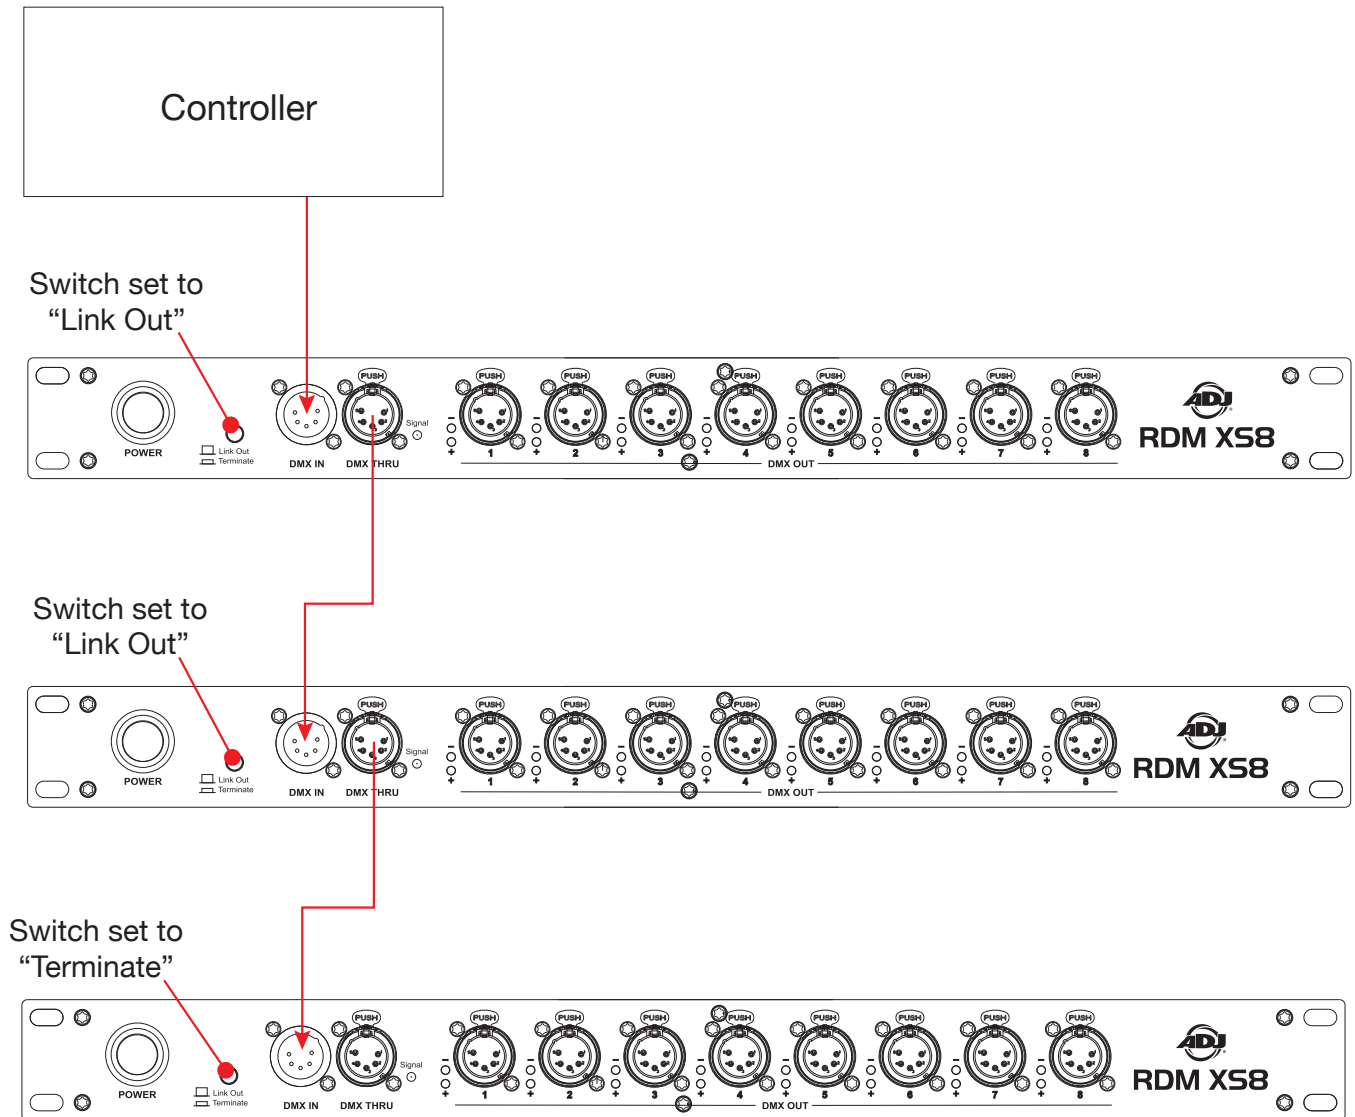 Controller
Switch set to
“Link Out”
PUSH PUSH PUSH PUSH PUSH PUSH PUSH PUSH PUSH
ADJ
Signal
RDM XS8
POWER
Link Out
Terminate
DMX IN DMX THRU
- + 1 - + 2 - + 3 - + 4 - + 5 - + 6 - + 7 - + 8
DMX OUT
Switch set to
“Link Out”
PUSH PUSH PUSH PUSH PUSH PUSH PUSH PUSH PUSH
ADJ
Signal
RDM XS8
POWER
Link Out
Terminate
DMX IN DMX THRU
- + 1 - + 2 - + 3 - + 4 - + 5 - + 6 - + 7 - + 8
DMX OUT
Switch set to
“Terminate”
PUSH PUSH PUSH PUSH PUSH PUSH PUSH PUSH PUSH
ADJ
Signal
RDM XS8
POWER
Link Out
Terminate
DMX IN DMX THRU
- + 1 - + 2 - + 3 - + 4 - + 5 - + 6 - + 7 - + 8
DMX OUT